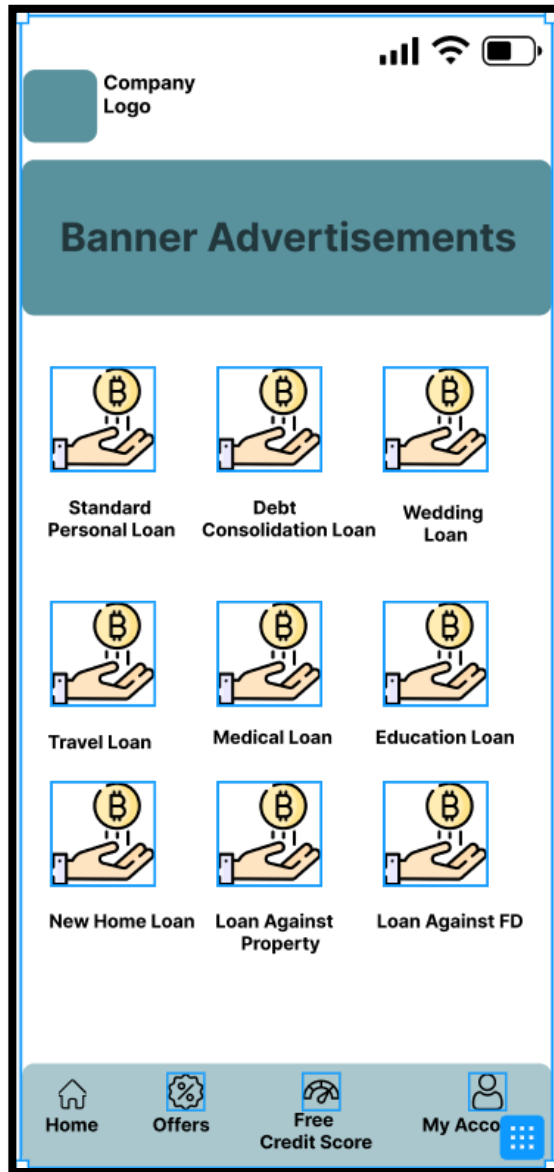 Company
Logo
Banner Advertisements
Standard
Personal Loan
Debt
Consolidation Loan
Wedding
Loan
Travel Loan
Medical Loan
Education Loan
New Home Loan
Loan Against
Property
Loan Against FD
Home
Offers
Free
Credit Score
My Acco